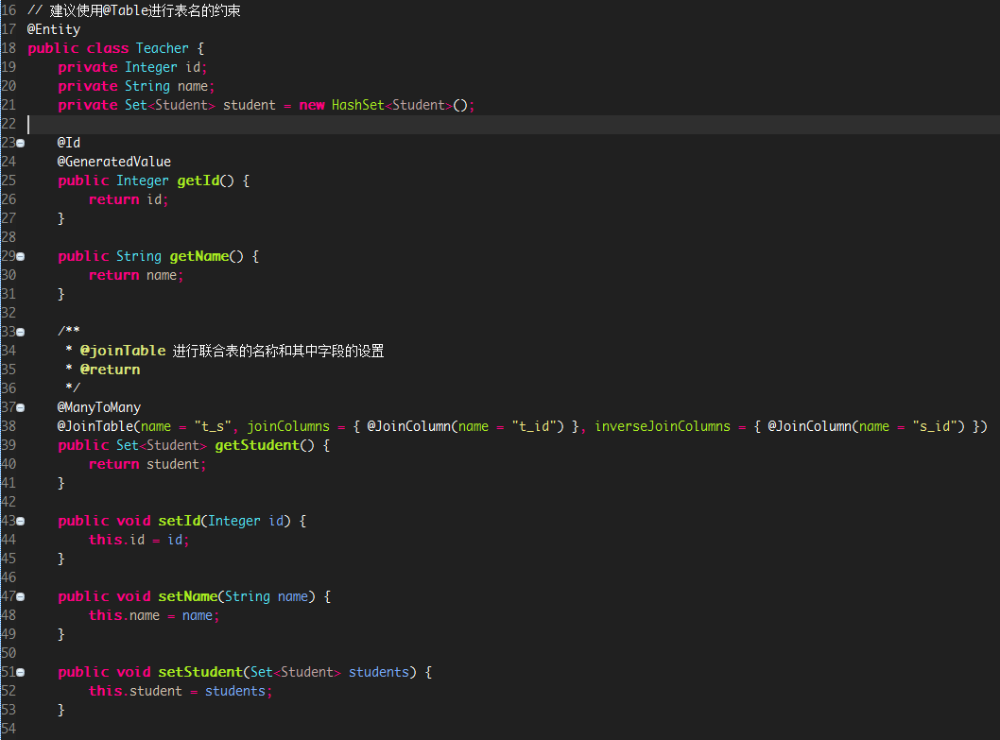 16 // 建议使用@Table进行表名的约束
17 @Entity
18 public class Teacher {
19     private Integer id;
20     private String name;
21     private Set<Student> student = new HashSet<Student>();
22
23     @Id
24     @GeneratedValue
25     public Integer getId() {
26         return id;
27     }
28
29     public String getName() {
30         return name;
31     }
32
33     /**
34      * @joinTable 进行联合表的名称和其中字段的设置
35      * @return
36      */
37     @ManyToMany
38     @JoinTable(name = "t_s", joinColumns = { @JoinColumn(name = "t_id") }, inverseJoinColumns = { @JoinColumn(name = "s_id") })
39     public Set<Student> getStudent() {
40         return student;
41     }
42
43     public void setId(Integer id) {
44         this.id = id;
45     }
46
47     public void setName(String name) {
48         this.name = name;
49     }
50
51     public void setStudent(Set<Student> students) {
52         this.student = students;
53     }
54